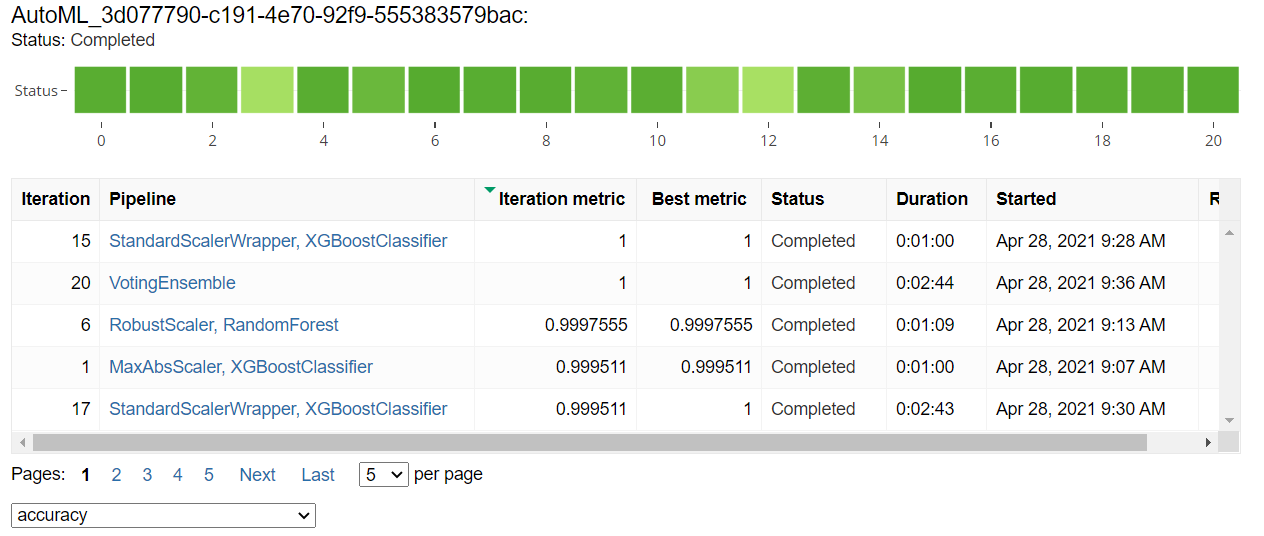 AutoML_3d077790-c191-4e70-92f9-555383579bac:
Status: Completed
Status
0 2 4 6 8 10 12 14 16 18 20
Iteration Pipeline Iteration metric Best metric Status Duration Started R
15 StandardScalerWrapper, XGBoostClassifier 1 1 Completed 0:01:00 Apr 28, 2021 9:28 AM
20 VotingEnsemble 1 1 Completed 0:02:44 Apr 28, 2021 9:36 AM
6 RobustScaler, RandomForest 0.9997555 0.9997555 Completed 0:01:09 Apr 28, 2021 9:13 AM
1 MaxAbsScaler, XGBoostClassifier 0.999511 0.999511 Completed 0:01:00 Apr 28, 2021 9:07 AM
17 StandardScalerWrapper, XGBoostClassifier 0.999511 1 Completed 0:02:43 Apr 28, 2021 9:30 AM
Pages: 1 2 3 4 5 Next Last 5 per page
accuracy